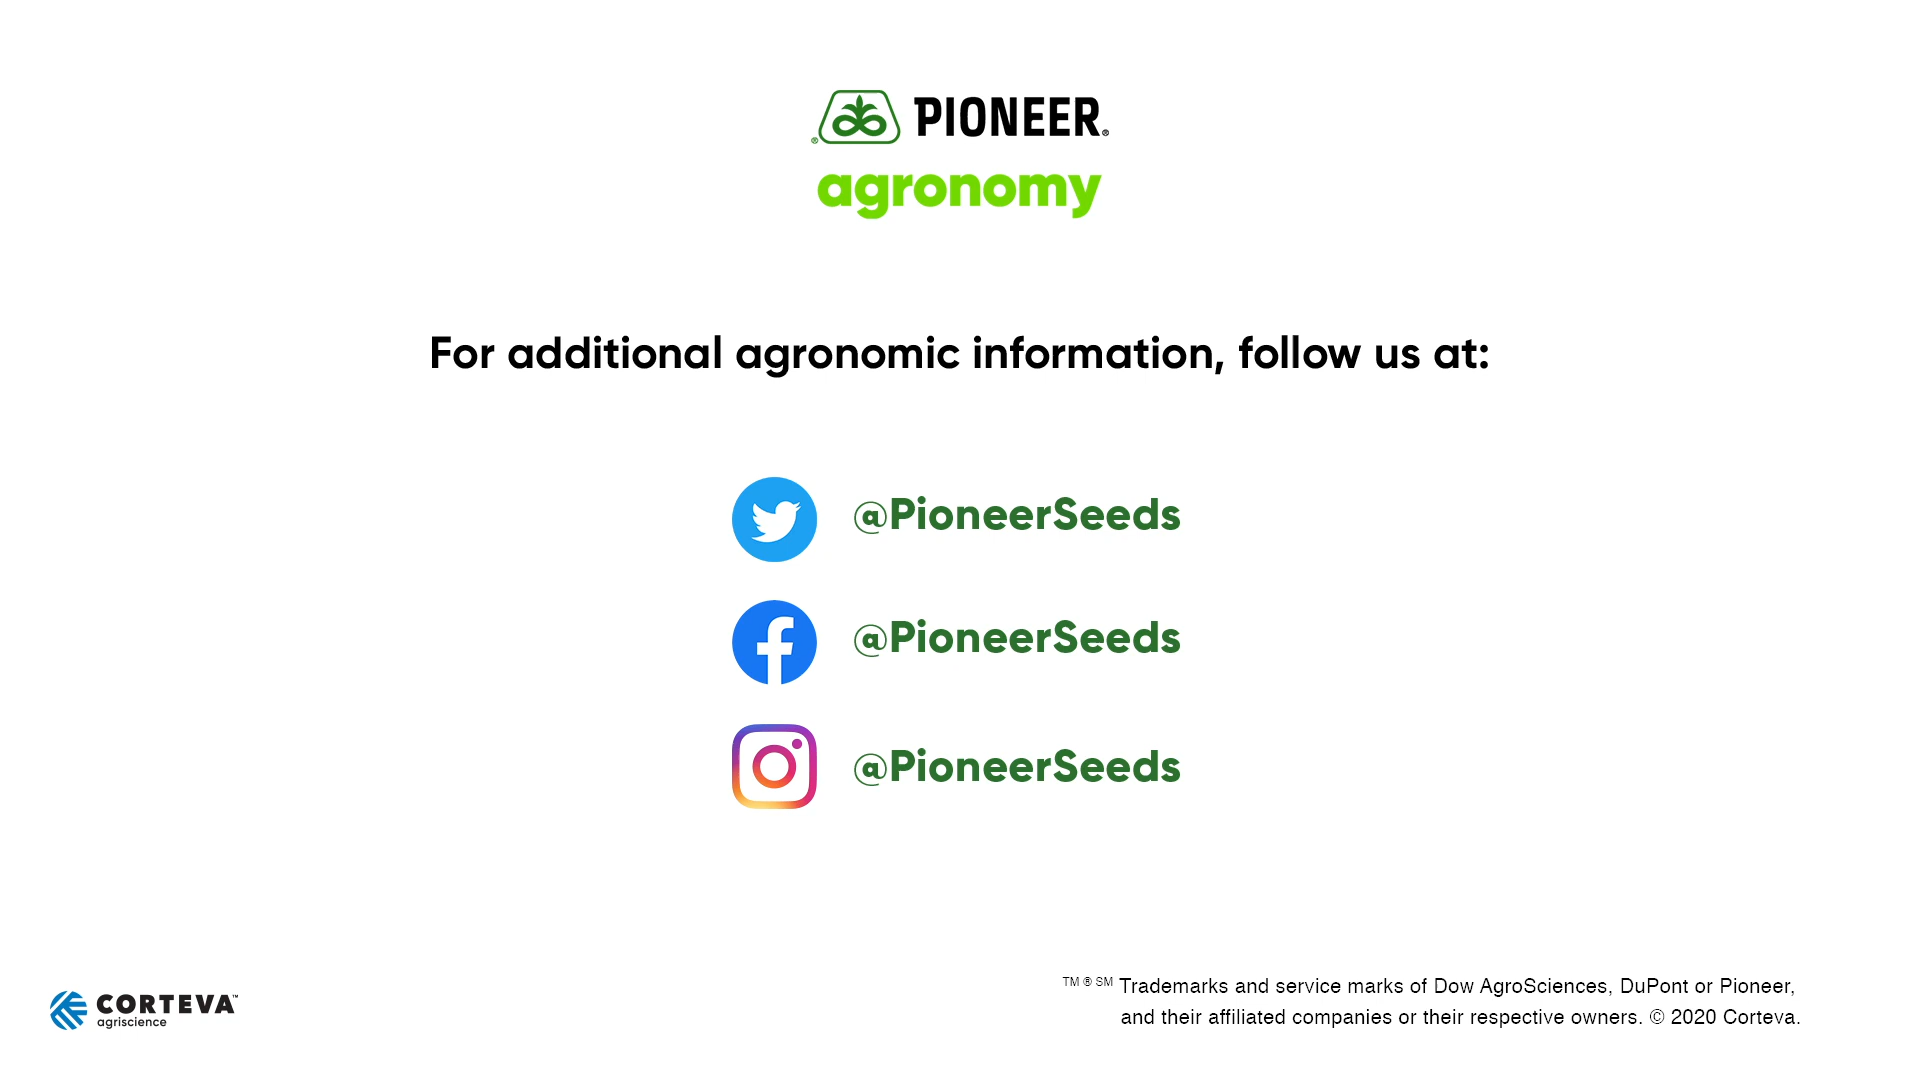 PIONEER®
®
agronomy
For additional agronomic information, follow us at:
@PioneerSeeds
@PioneerSeeds
@PioneerSeeds
CORTEVA™
agriscience
TM ® SM Trademarks and service marks of Dow AgroSciences, DuPont or Pioneer,
and their affiliated companies or their respective owners. © 2020 Corteva.